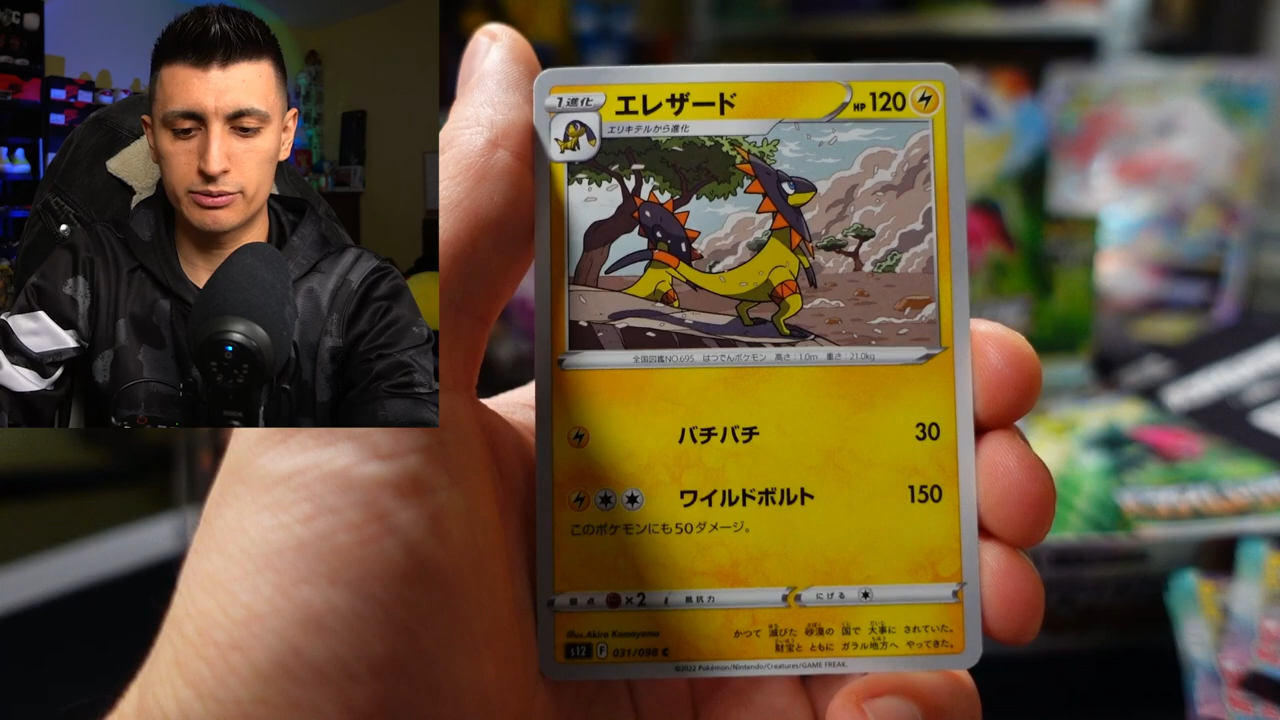 1進化
エレザード
HP 120
エリキテルから進化
全国図鑑NO.695 はつでんポケモン 高さ:1.0m 重さ:21.0kg
バチバチ 30
ワイルドボルト 150
このポケモンにも50ダメージ。
弱点 ×2 抵抗力 にげる
Illus. Akira Komayama
かつて 滅びた 砂漠の 国で 大事に されていた。
財宝と ともに ガラル地方へ やってきた。
s12 F 031/098 C
©2022 Pokémon/Nintendo/Creatures/GAME FREAK.